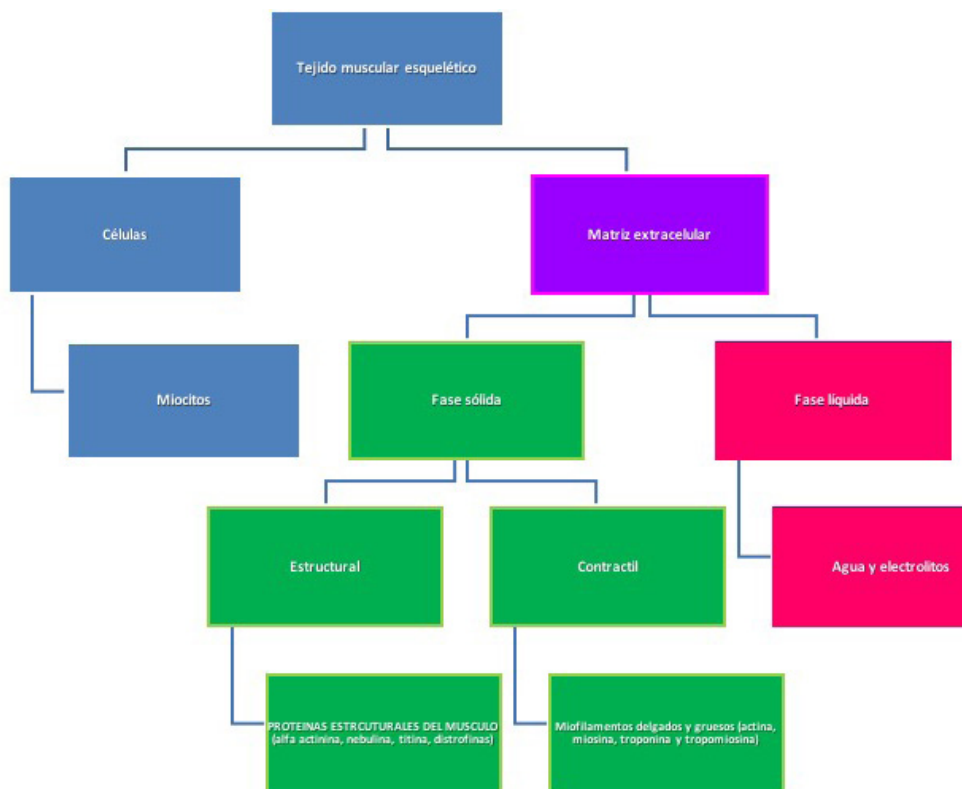 Tejido muscular esquelético
Células
Matriz extracelular
Miocitos
Fase sólida
Fase líquida
Estructural
Contractil
Agua y electrolitos
PROTEINAS ESTRCUTURALES DEL MUSCULO
(alfa actinina, nebulina, titina, distrofinas)
Miofilamentos delgados y gruesos (actina,
miosina, troponina y tropomiosina)